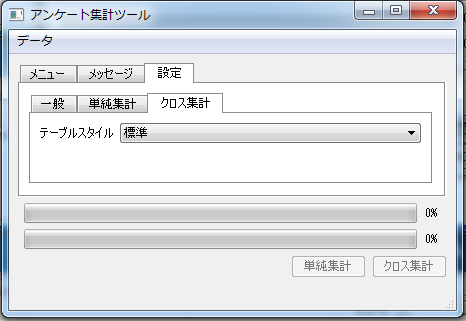 アンケート集計ツール
データ
メニュー メッセージ 設定
一般 単純集計 クロス集計
テーブルスタイル 標準
0%
0%
単純集計 クロス集計